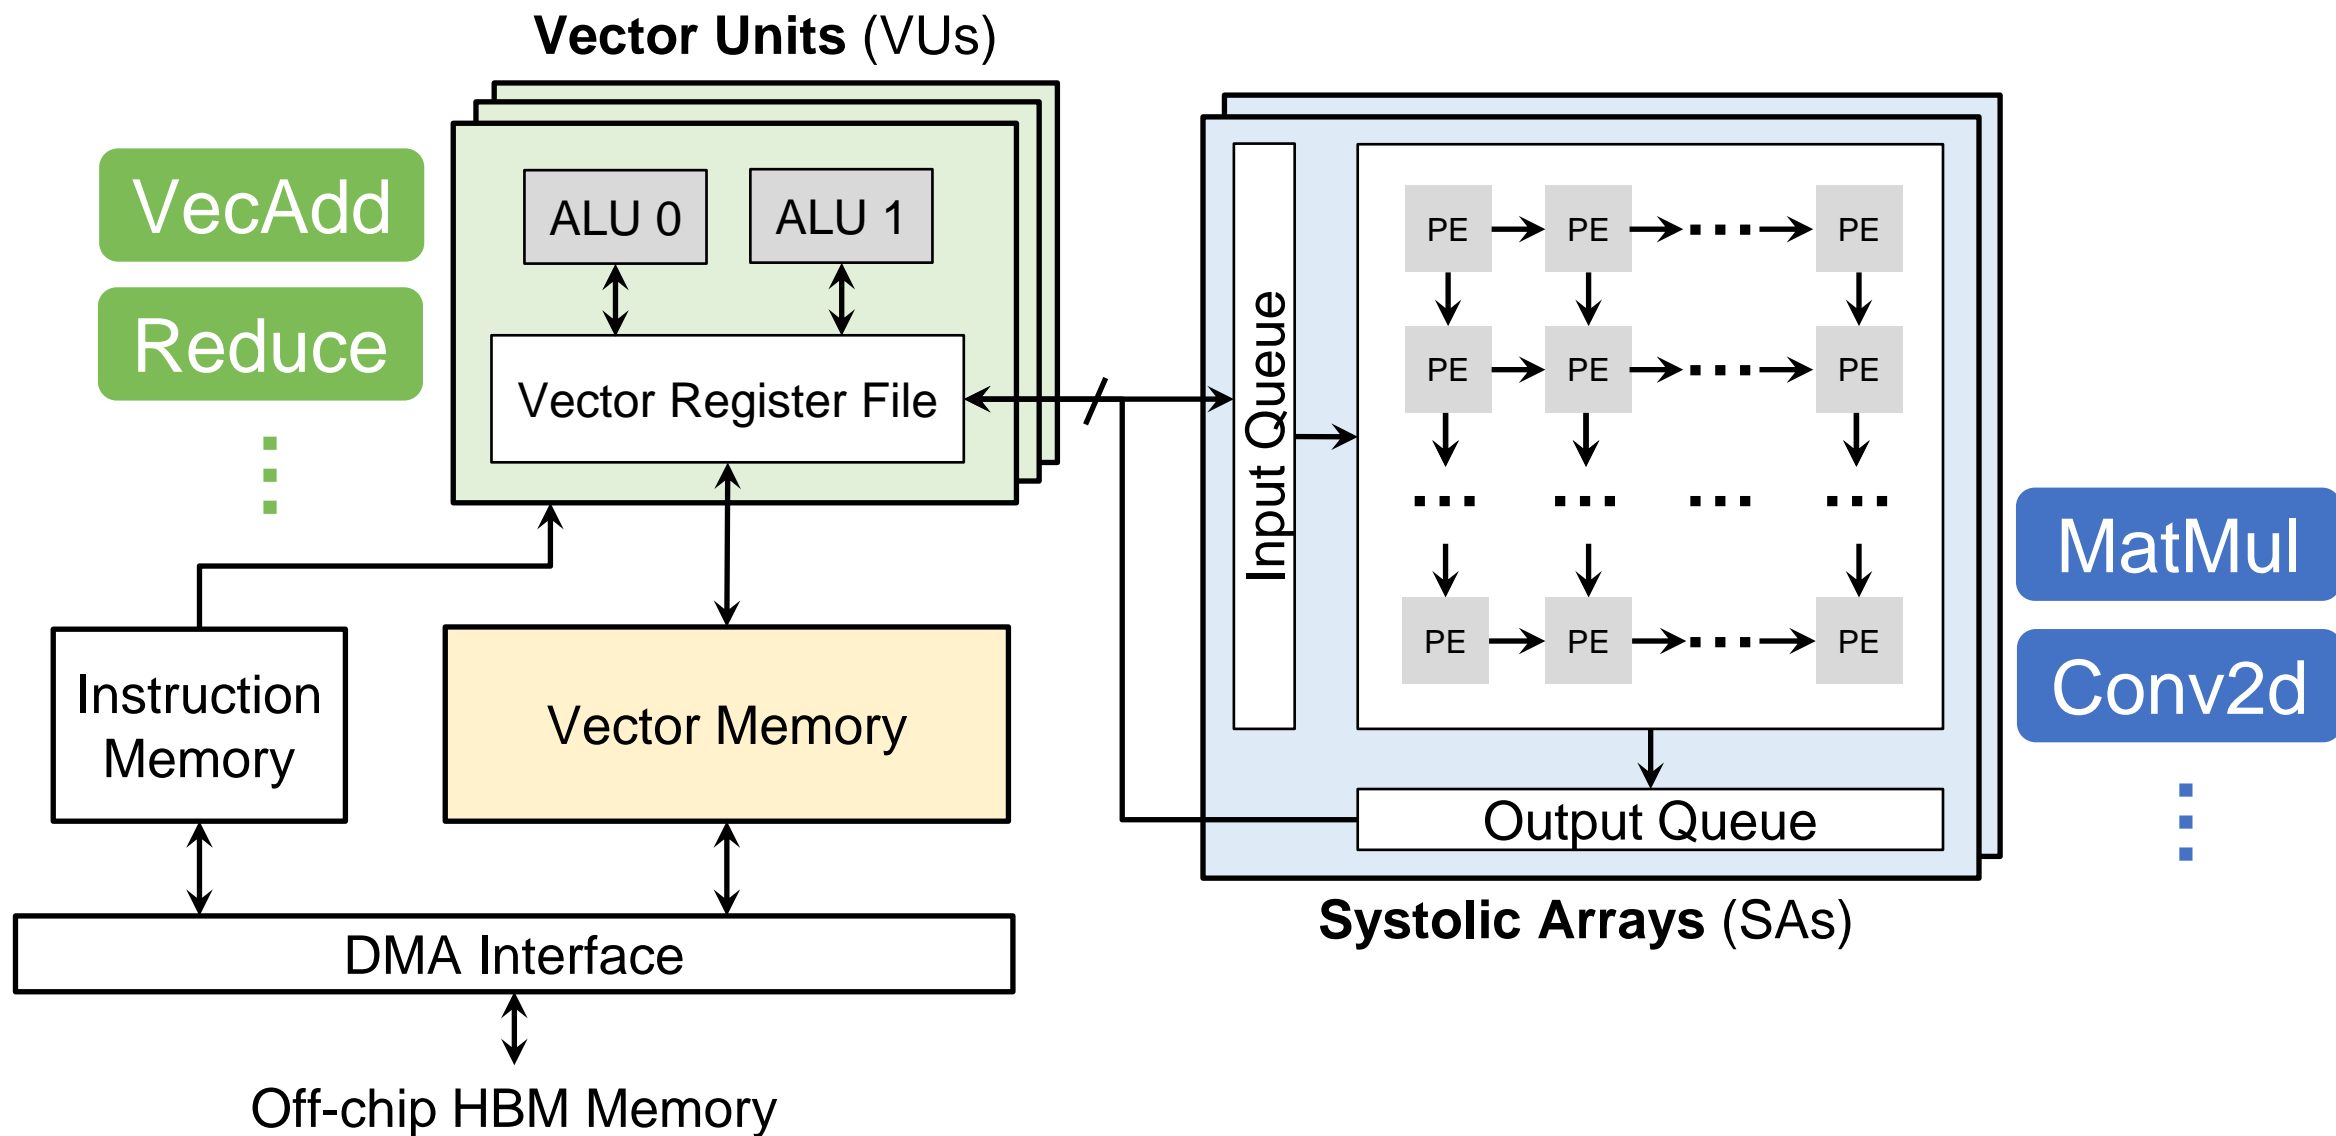 Vector Units (VUs)
VecAdd
Reduce
ALU 0
ALU 1
Vector Register File
Instruction
Memory
Vector Memory
DMA Interface
Off-chip HBM Memory
Input Queue
PE PE PE
PE PE PE
PE PE PE
Output Queue
Systolic Arrays (SAs)
MatMul
Conv2d